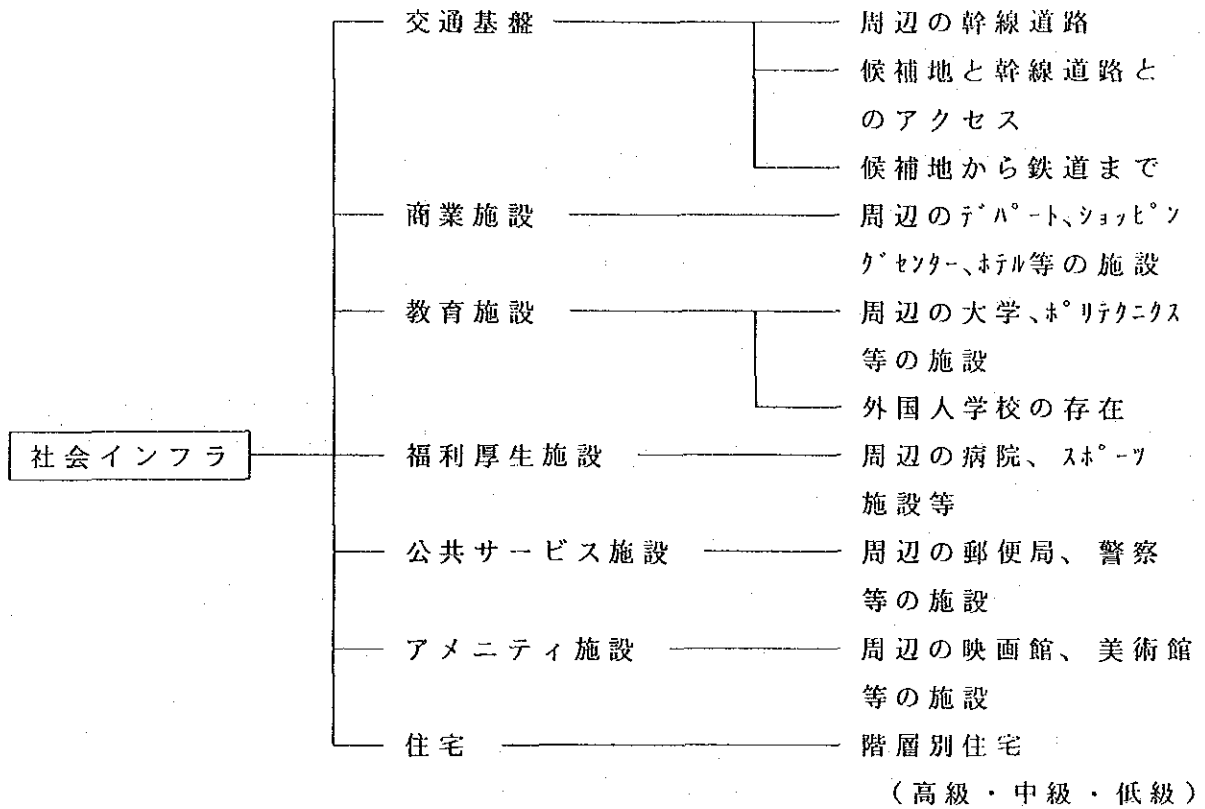 交通基盤 周辺の幹線道路
候補地と幹線道路と
のアクセス
候補地から鉄道まで
商業施設 周辺のデパート、ショッピン
グセンター、ホテル等の施設
教育施設 周辺の大学、ポリテクニクス
等の施設
外国人学校の存在
社会インフラ 福利厚生施設 周辺の病院、スポーツ
施設等
公共サービス施設 周辺の郵便局、警察
等の施設
アメニティ施設 周辺の映画館、美術館
等の施設
住宅 階層別住宅
（高級・中級・低級）